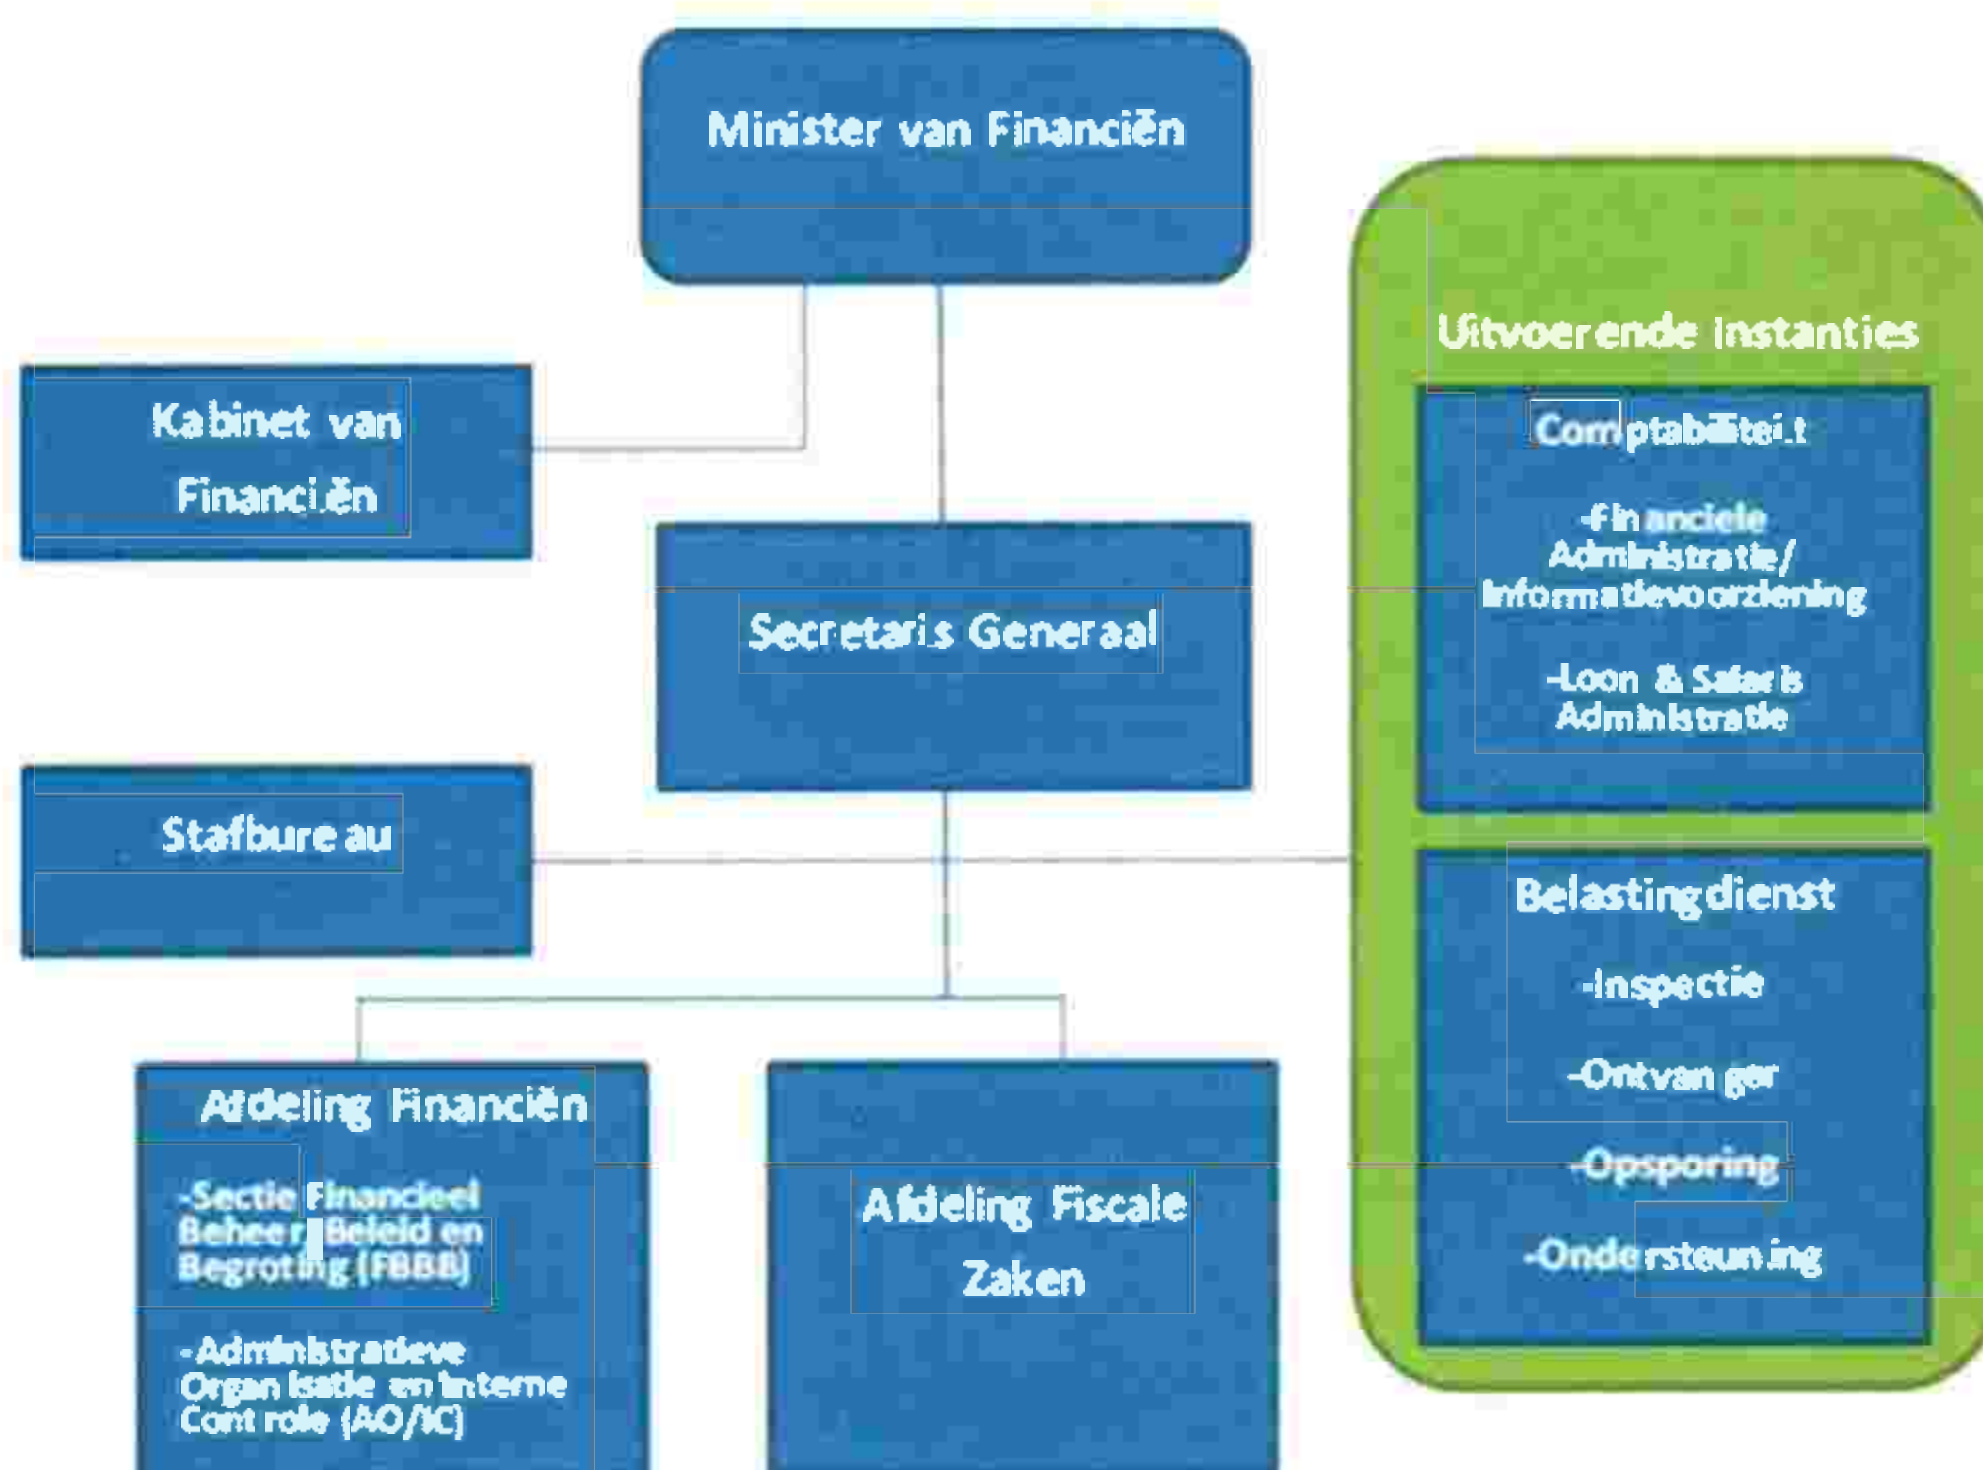 Minister van Financiën
Kabinet van
Financiën
Secretaris Generaal
Stafbureau
Afdeling Financiën
-Sectie Financieel
Beheer, Beleid en
Begroting (FBBB)
-Administratieve
Organisatie en Interne
Controle (AO/IC)
Afdeling Fiscale
Zaken
Uitvoerende instanties
Comptabiliteit
-Financiele
Administratie/
Informatievoorziening
-Loon & Salaris
Administratie
Belastingdienst
-Inspectie
-Ontvanger
-Opsporing
-Ondersteuning